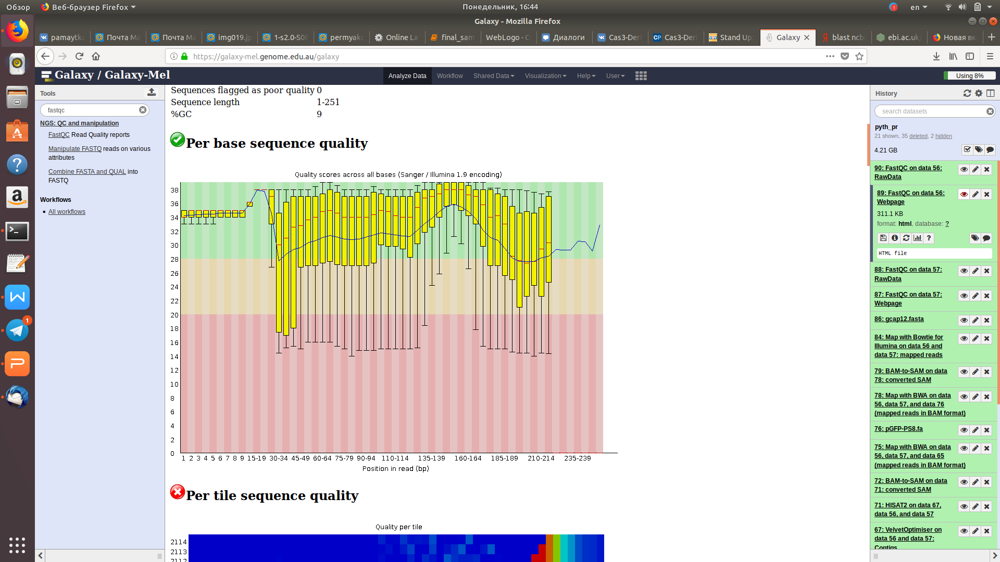 Обзор Веб-браузер Firefox Понедельник, 16:44 1 en
Galaxy - Mozilla Firefox
pamaytka Почта Ma Почта Ma img019.jp 1-s2.0-S08 permyako Online La final_sam WebLogo - C Диалоги Cas3-Deri Cas3-Deri Stand Up: Galaxy blast ncbi ebi.ac.uk/ Новая вк
https://galaxy-mel.genome.edu.au/galaxy
Galaxy / Galaxy-Mel Analyze Data Workflow Shared Data Visualization Help User Using 8%
Tools
fastqc
NGS: QC and manipulation
FastQC Read Quality reports
Manipulate FASTQ reads on various
attributes
Combine FASTA and QUAL into
FASTQ
Workflows
All workflows
Sequences flagged as poor quality 0
Sequence length 1-251
%GC 9
Per base sequence quality
Quality scores across all bases (Sanger / Illumina 1.9 encoding)
38
36
34
32
30
28
26
24
22
20
18
16
14
12
10
8
6
4
2
0
1 2 3 4 5 6 7 8 9 15-19 30-34 45-49 60-64 75-79 90-94 110-114 135-139 160-164 185-189 210-214 235-239
Position in read (bp)
Per tile sequence quality
Quality per tile
2114
2113
2112
History
search datasets
pyth_pr
21 shown, 35 deleted, 2 hidden
4.21 GB
90: FastQC on data 56:
RawData
89: FastQC on data 56:
Webpage
311.1 KB
format: html, database: ?
?
HTML file
88: FastQC on data 57:
RawData
87: FastQC on data 57:
Webpage
86: gcap12.fasta
84: Map with Bowtie for
Illumina on data 56 and
data 57: mapped reads
79: BAM-to-SAM on data
78: converted SAM
78: Map with BWA on data
56, data 57, and data 76
(mapped reads in BAM format)
76: pGFP-PS8.fa
75: Map with BWA on data
56, data 57, and data 65
(mapped reads in BAM format)
72: BAM-to-SAM on data
71: converted SAM
71: HISAT2 on data 67,
data 56, and data 57
67: VelvetOptimiser on
data 56 and data 57:
Contigs
1